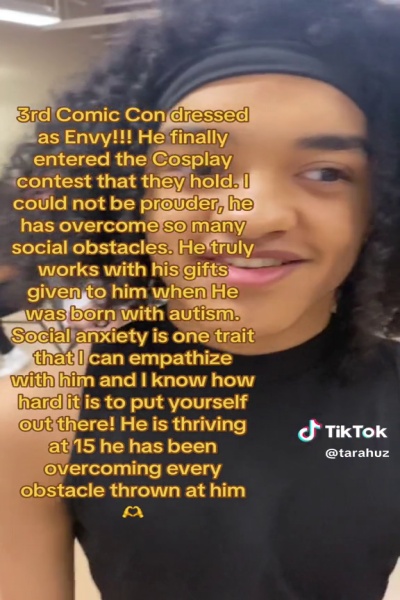 3rd Comic Con dressed
as Envy!!! He finally
entered the Cosplay
contest that they hold. I
could not be prouder, he
has overcome so many
social obstacles. He truly
works with his gifts
given to him when He
was born with autism.
Social anxiety is one trait
that I can empathize
with him and I know how
hard it is to put yourself
out there! He is thriving
at 15 he has been
overcoming every
obstacle thrown at him
🫶
TikTok
@tarahuz